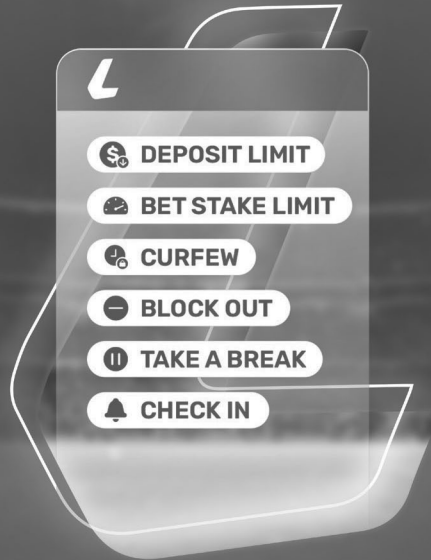 DEPOSIT LIMIT
BET STAKE LIMIT
CURFEW
BLOCK OUT
TAKE A BREAK
CHECK IN